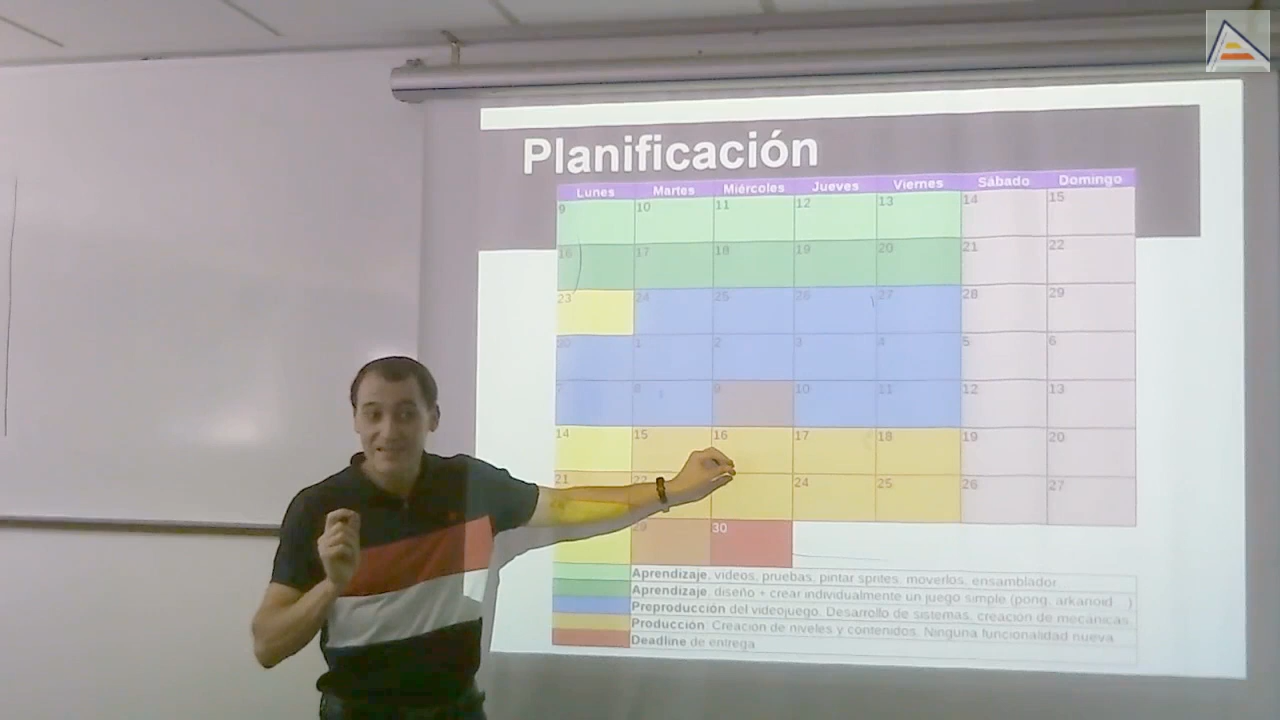 Planificación
Lunes Martes Miércoles Jueves Viernes Sábado Domingo
9 10 11 12 13 14 15
16 17 18 19 20 21 22
23 24 25 26 27 28 29
30 1 2 3 4 5 6
7 8 9 10 11 12 13
14 15 16 17 18 19 20
21 22 24 25 26 27
29 30
Aprendizaje, videos, pruebas, pintar sprites, moverlos, ensamblador.
Aprendizaje, diseño + crear individualmente un juego simple (pong, arkanoid...)
Preproducción del videojuego. Desarrollo de sistemas, creación de mecánicas.
Producción: Creación de niveles y contenidos. Ninguna funcionalidad nueva
Deadline de entrega